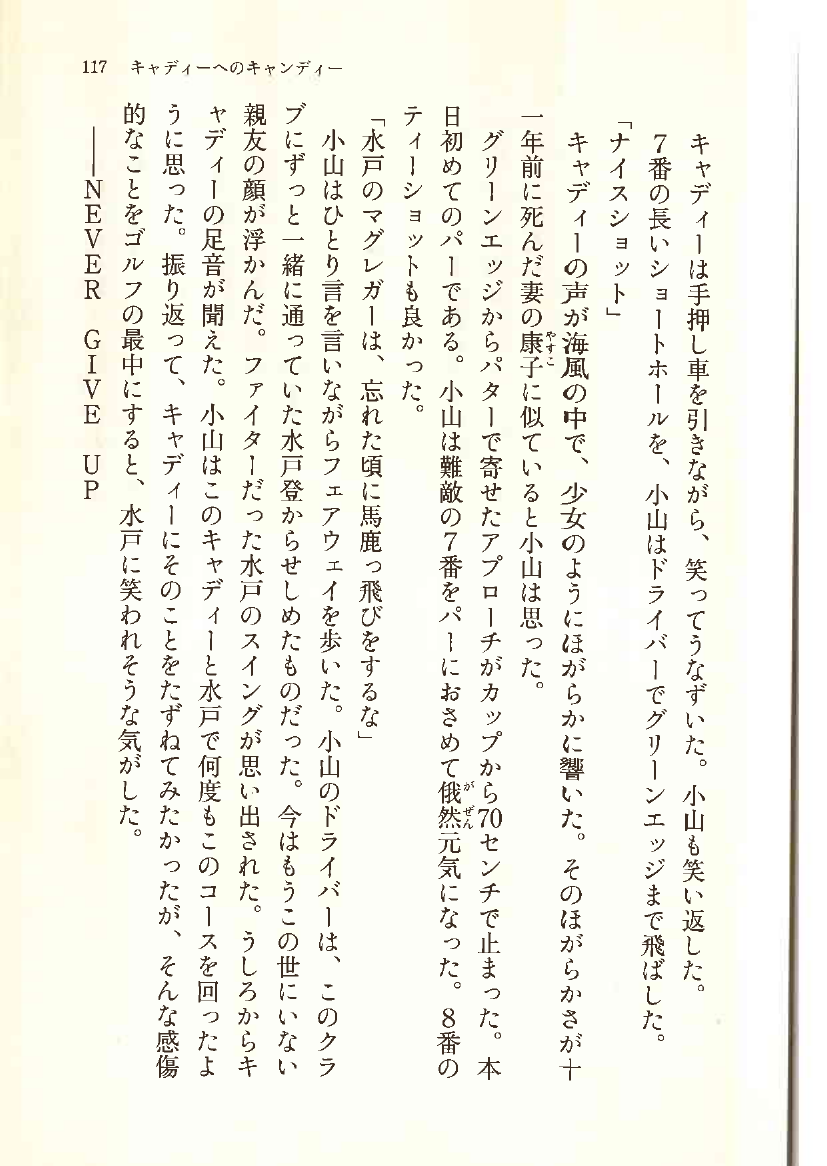 117 キャディーへのキャンディー
キャディーは手押し車を引きながら、笑ってうなずいた。小山も笑い返した。
7番の長いショートホールを、小山はドライバーでグリーンエッジまで飛ばした。
「ナイスショット」
キャディーの声が海風の中で、少女のようにほがらかに響いた。そのほがらかさが十
一年前に死んだ妻の康子に似ていると小山は思った。
グリーンエッジからパターで寄せたアプローチがカップから70センチで止まった。本
日初めてのパーである。小山は難敵の7番をパーにおさめて俄然元気になった。8番の
ティーショットも良かった。
「水戸のマグレガーは、忘れた頃に馬鹿っ飛びをするな」
小山はひとり言を言いながらフェアウェイを歩いた。小山のドライバーは、このクラ
ブにずっと一緒に通っていた水戸登からせしめたものだった。今はもうこの世にいない
親友の顔が浮かんだ。ファイターだった水戸のスイングが思い出された。うしろからキ
ャディーの足音が聞えた。小山はこのキャディーと水戸で何度もこのコースを回ったよ
うに思った。振り返って、キャディーにそのことをたずねてみたかったが、そんな感傷
的なことをゴルフの最中にすると、水戸に笑われそうな気がした。
――NEVER GIVE UP